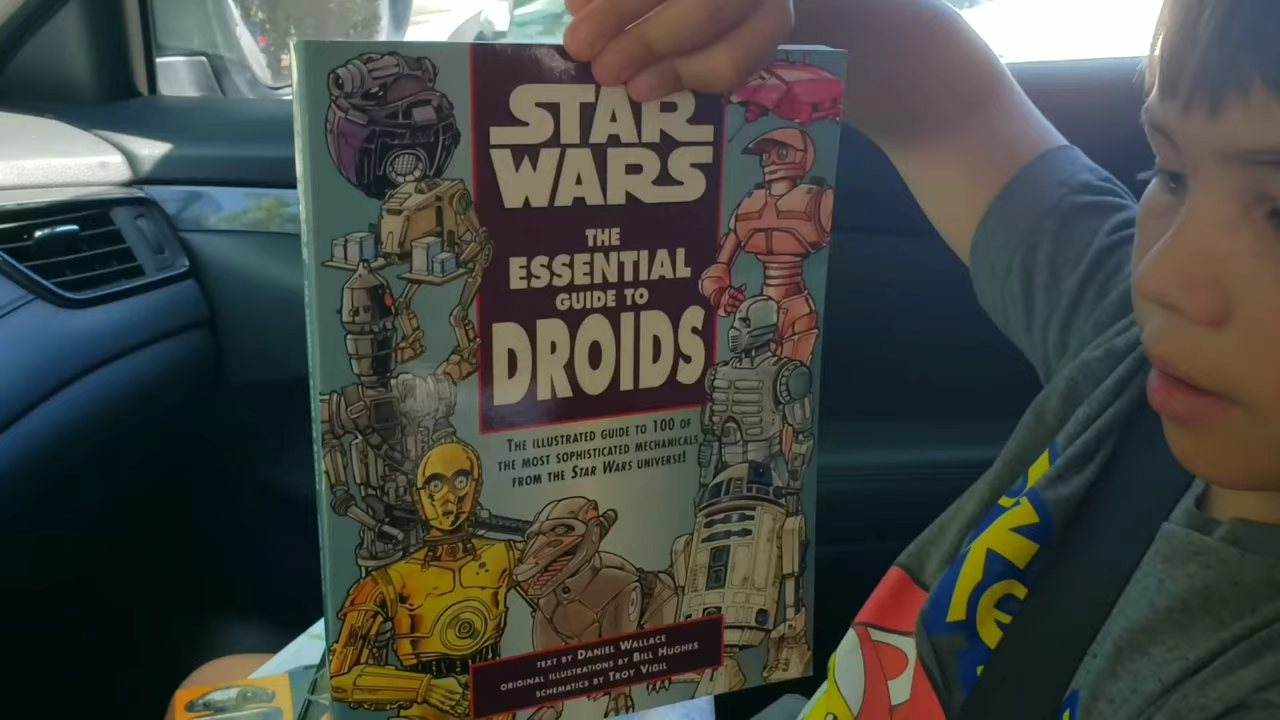 STAR
WARS
THE
ESSENTIAL
GUIDE TO
DROIDS
THE ILLUSTRATED GUIDE TO 100 OF
THE MOST SOPHISTICATED MECHANICALS
FROM THE STAR WARS UNIVERSE!
TEXT BY DANIEL WALLACE
ORIGINAL ILLUSTRATIONS BY BILL HUGHES
SCHEMATICS BY TROY VIGIL